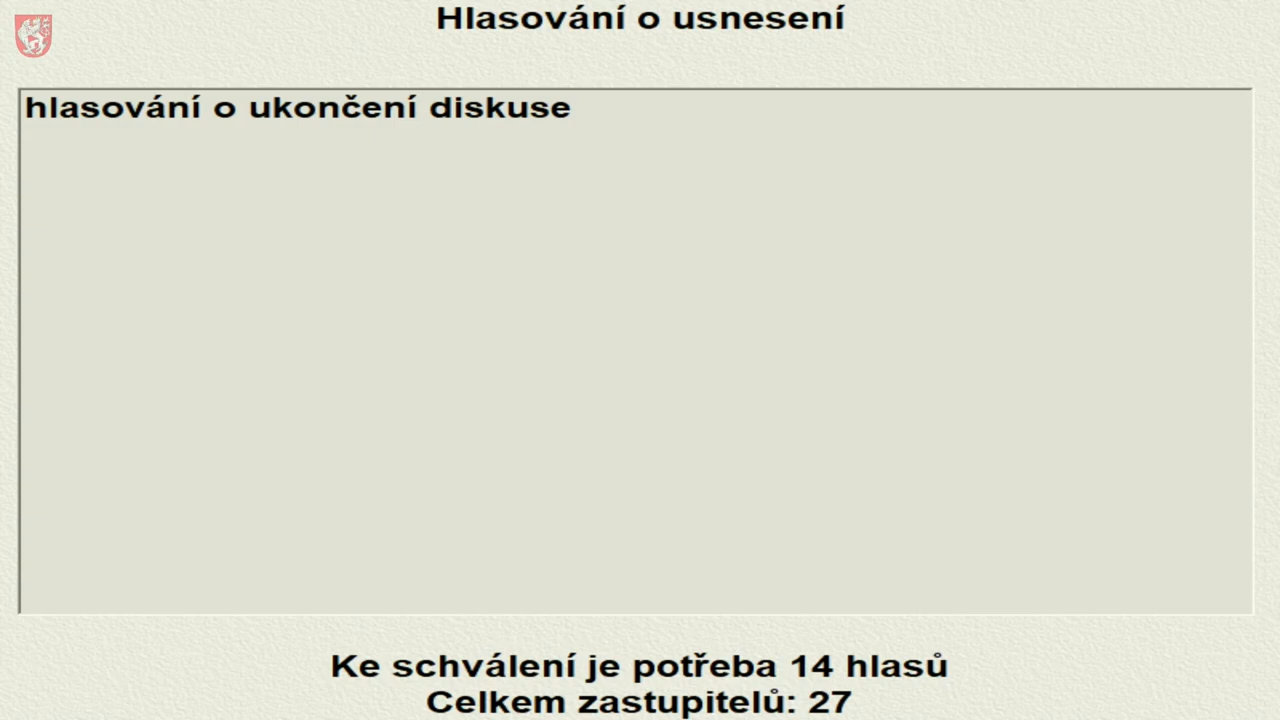 Hlasování o usnesení
hlasování o ukončení diskuse
Ke schválení je potřeba 14 hlasů
Celkem zastupitelů: 27